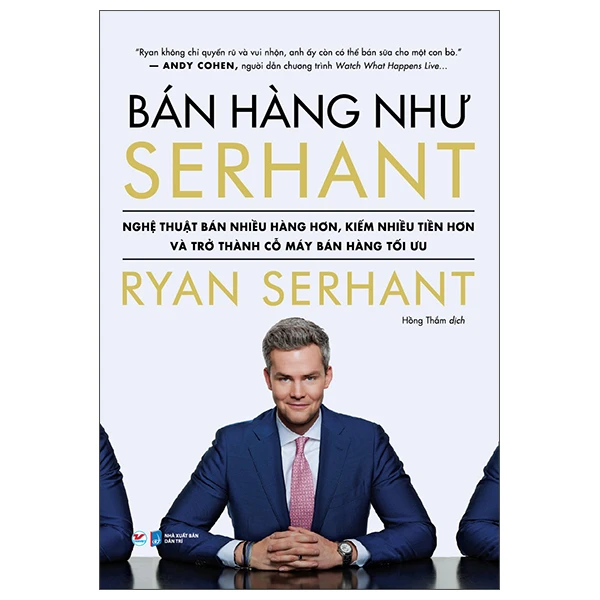 "Ryan không chỉ quyến rũ và vui nhộn, anh ấy còn có thể bán sữa cho một con bò."
— ANDY COHEN, người dẫn chương trình Watch What Happens Live...
BÁN HÀNG NHƯ
SERHANT
NGHỆ THUẬT BÁN NHIỀU HÀNG HƠN, KIẾM NHIỀU TIỀN HƠN
VÀ TRỞ THÀNH CỖ MÁY BÁN HÀNG TỐI ƯU
RYAN SERHANT
Hồng Thắm dịch
NHÀ XUẤT BẢN
DÂN TRÍ